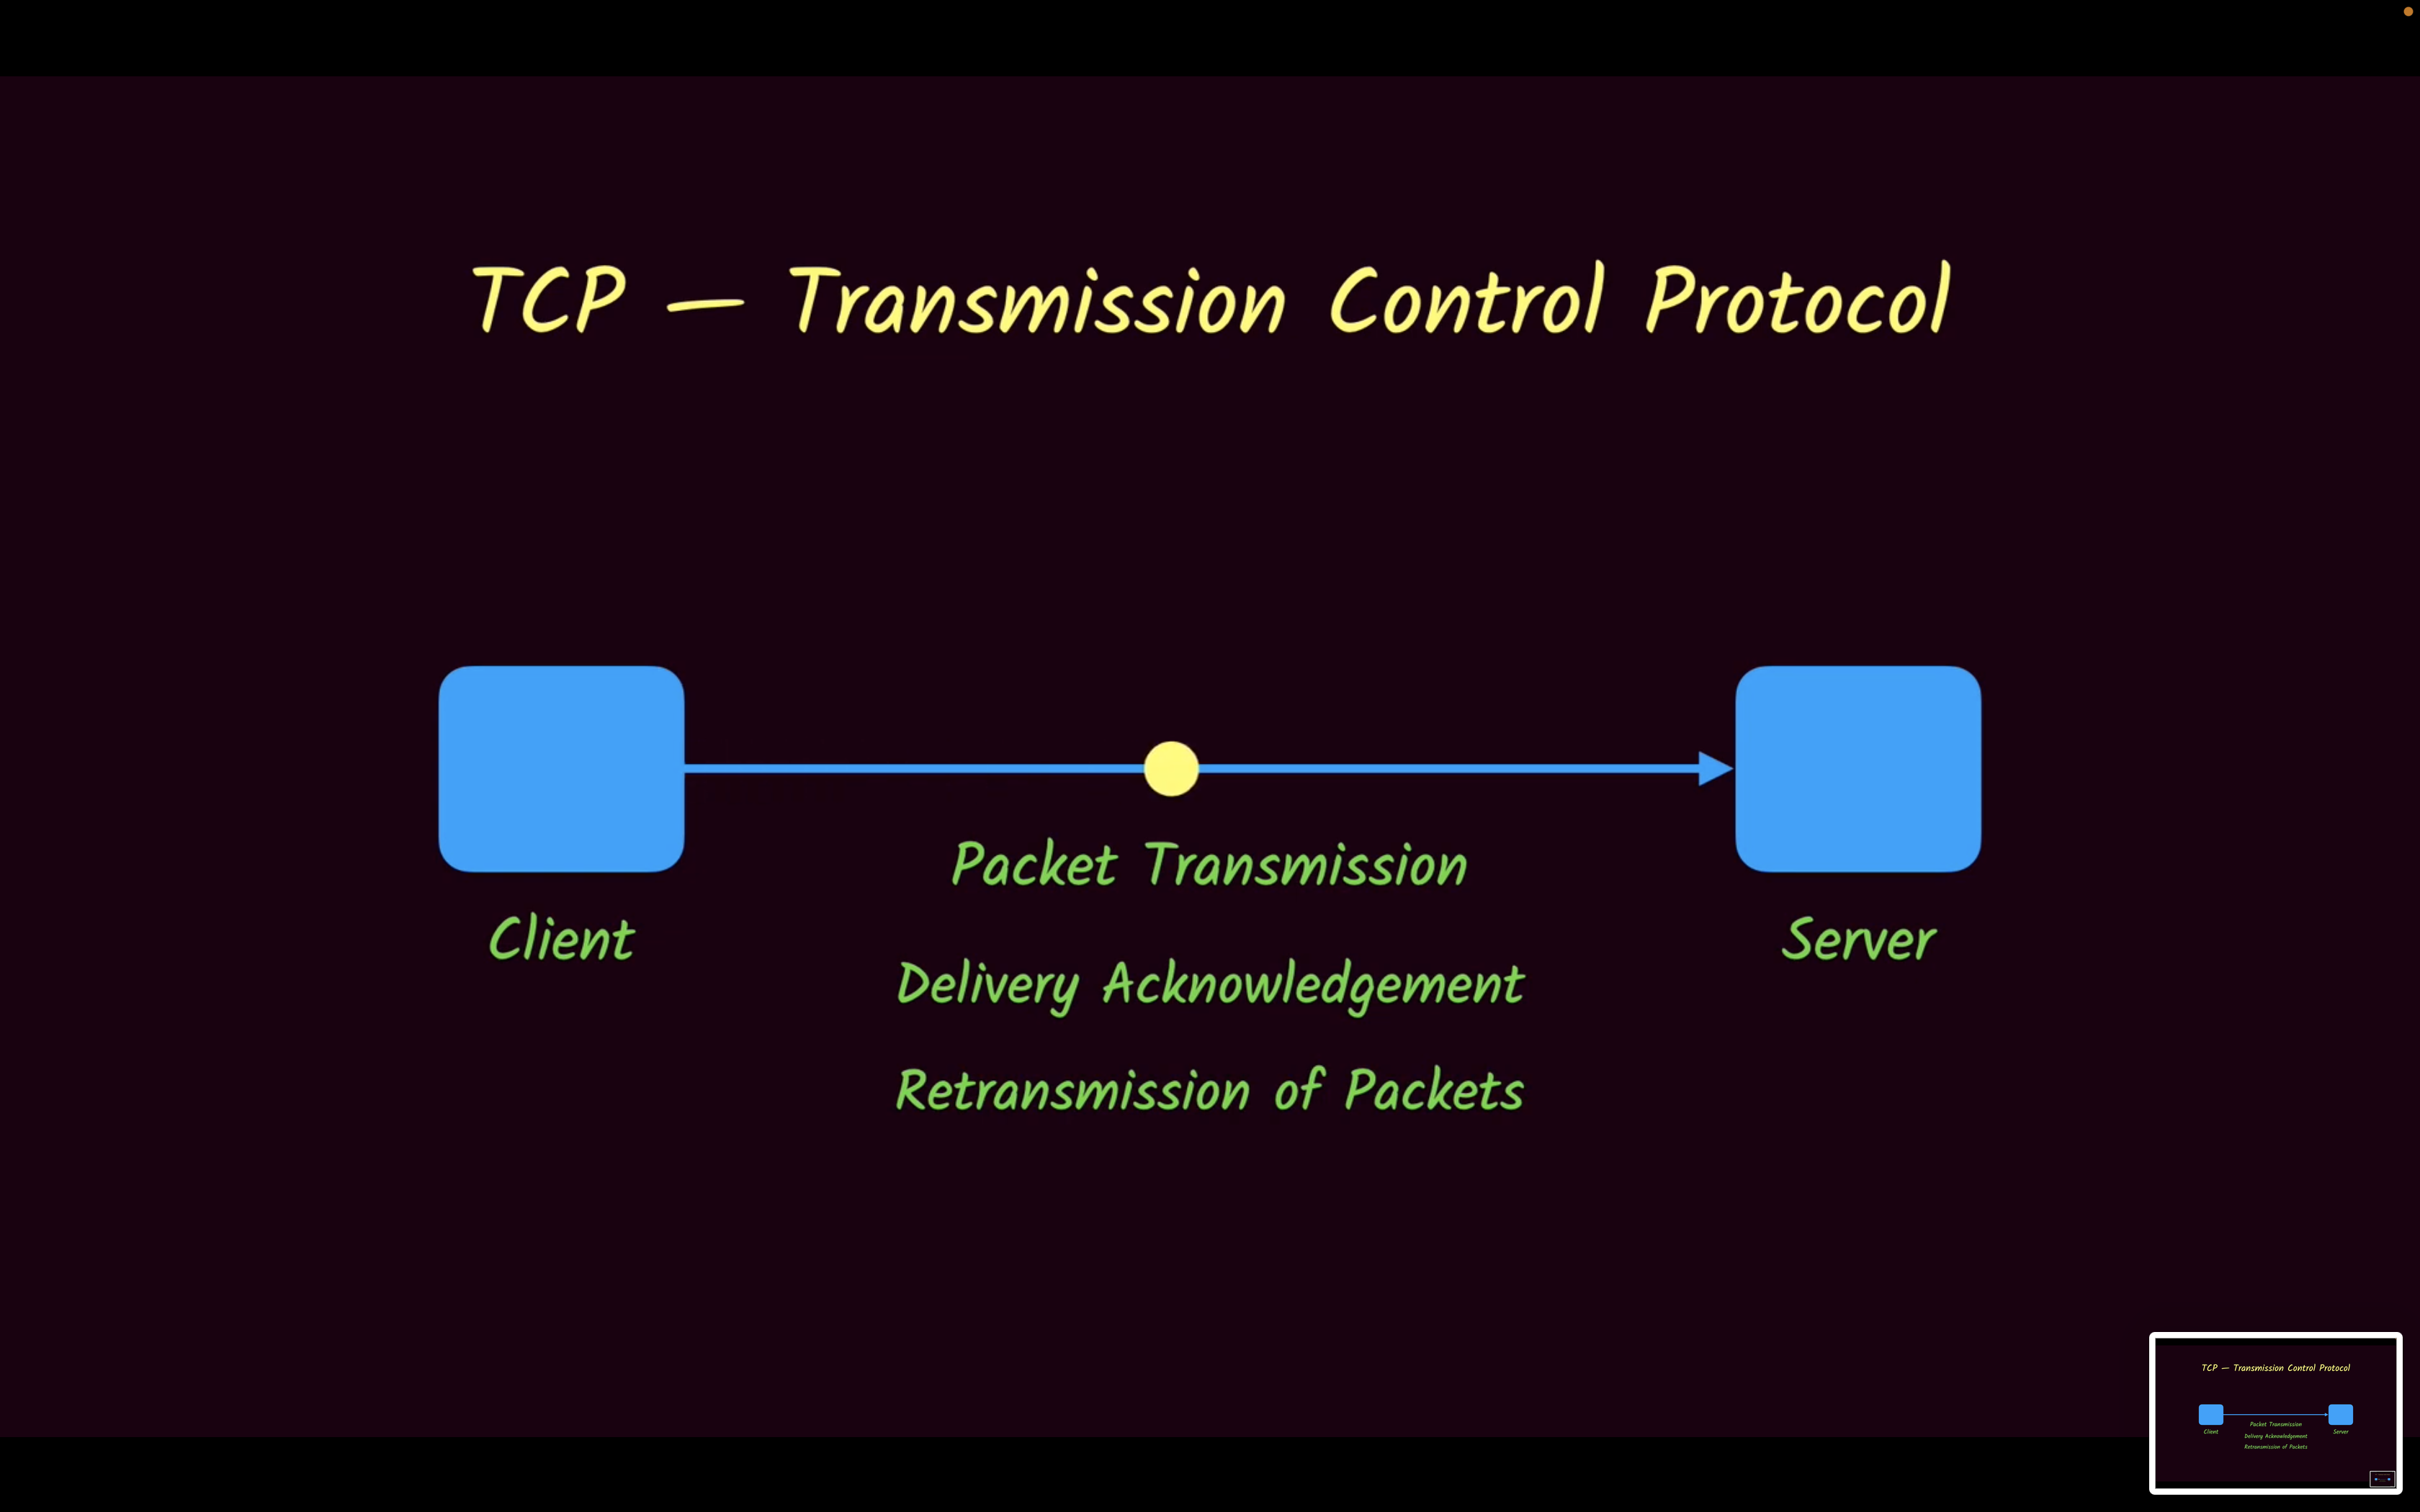 TCP — Transmission Control Protocol
Packet Transmission
Client
Server
Delivery Acknowledgement
Retransmission of Packets
TCP — Transmission Control Protocol
Packet Transmission
Client
Server
Delivery Acknowledgement
Retransmission of Packets